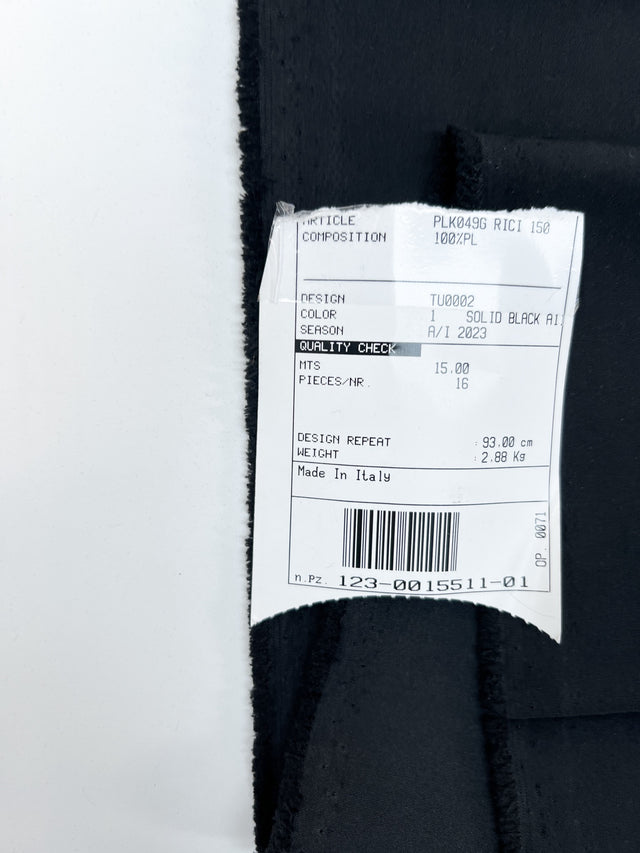 ARTICLE PLK049G RICI 150
COMPOSITION 100%PL
DESIGN TU0002
COLOR 1 SOLID BLACK
SEASON A/I 2023
QUALITY CHECK
MTS 15.00
PIECES/NR. 16
DESIGN REPEAT : 93.00 cm
WEIGHT : 2.88 Kg
Made In Italy
OP. 0071
n.Pz. 123-0015511-01